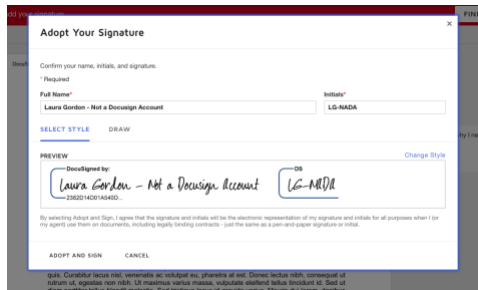 add your signature
FIN
×
Adopt Your Signature
Confirm your name, initials, and signature.
* Required
Full Name* Initials*
Laura Gordon - Not a Docusign Account LG-NADA
SELECT STYLE DRAW
PREVIEW Change Style
DocuSigned by: DS
Laura Gordon - Not a Docusign Account LG-NADA
2382D14D01A540D...
By selecting Adopt and Sign, I agree that the signature and initials will be the electronic representation of my signature and initials for all purposes when I (or
my agent) use them on documents, including legally binding contracts - just the same as a pen-and-paper signature or initial.
ADOPT AND SIGN CANCEL
quis. Curabitur lacus nisl, venenatis ac volutpat eu, pharetra at est. Donec lectus nibh, consequat ut
rutrum ut, egestas non nibh. Ut maximus varius massa, vulputate eleifend tellus tincidunt id. Sed ut